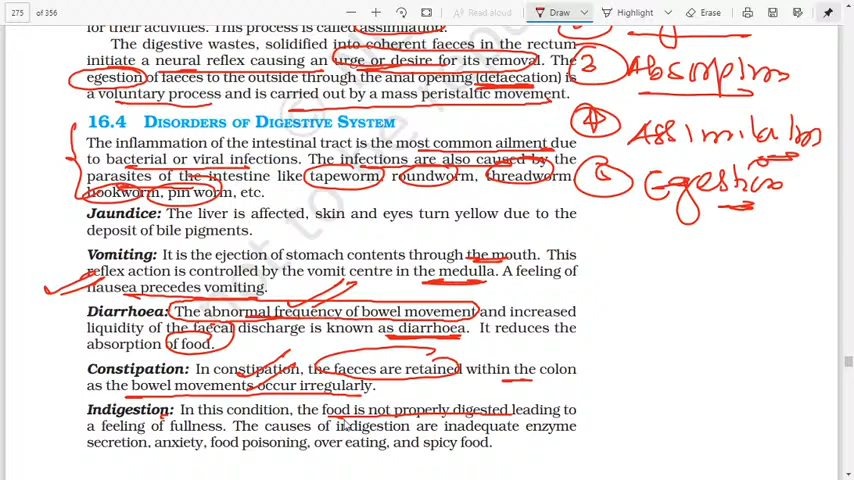 275 of 356
Read aloud
Draw
Highlight
Erase
for their activities. This process is called assimilation.
The digestive wastes, solidified into coherent faeces in the rectum
initiate a neural reflex causing an urge or desire for its removal. The
egestion of faeces to the outside through the anal opening (defaecation) is
a voluntary process and is carried out by a mass peristaltic movement.
16.4 DISORDERS OF DIGESTIVE SYSTEM
The inflammation of the intestinal tract is the most common ailment due
to bacterial or viral infections. The infections are also caused by the
parasites of the intestine like tapeworm, roundworm, threadworm,
hookworm, pin worm, etc.
Jaundice: The liver is affected, skin and eyes turn yellow due to the
deposit of bile pigments.
Vomiting: It is the ejection of stomach contents through the mouth. This
reflex action is controlled by the vomit centre in the medulla. A feeling of
nausea precedes vomiting.
Diarrhoea: The abnormal frequency of bowel movement and increased
liquidity of the faecal discharge is known as diarrhoea. It reduces the
absorption of food.
Constipation: In constipation, the faeces are retained within the colon
as the bowel movements occur irregularly.
Indigestion: In this condition, the food is not properly digested leading to
a feeling of fullness. The causes of indigestion are inadequate enzyme
secretion, anxiety, food poisoning, over eating, and spicy food.
3 Absorption
4 Assimilation
5 Egestion